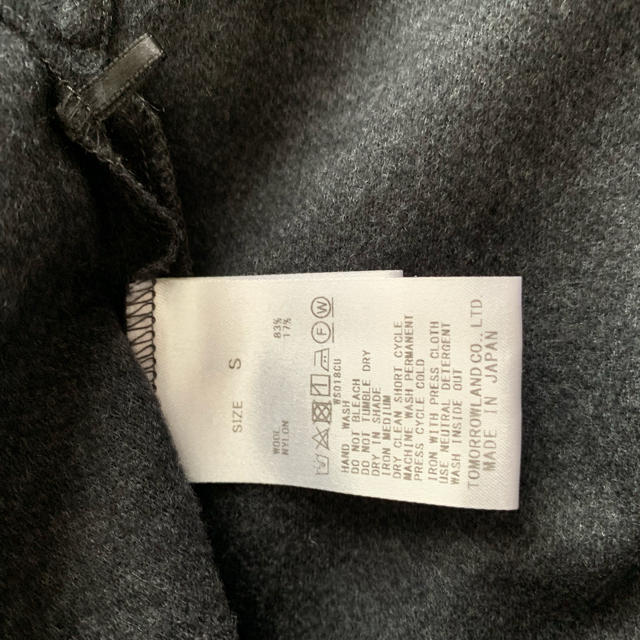 SIZE S
WOOL 83%
NYLON 17%
W5018CU
HAND WASH
DO NOT BLEACH
DO NOT TUMBLE DRY
DRY IN SHADE
IRON MEDIUM
DRY CLEAN SHORT CYCLE
MACHINE WASH PERMANENT
PRESS CYCLE COLD
IRON WITH PRESS CLOTH
USE NEUTRAL DETERGENT
WASH INSIDE OUT
TOMORROWLAND CO., LTD.
MADE IN JAPAN